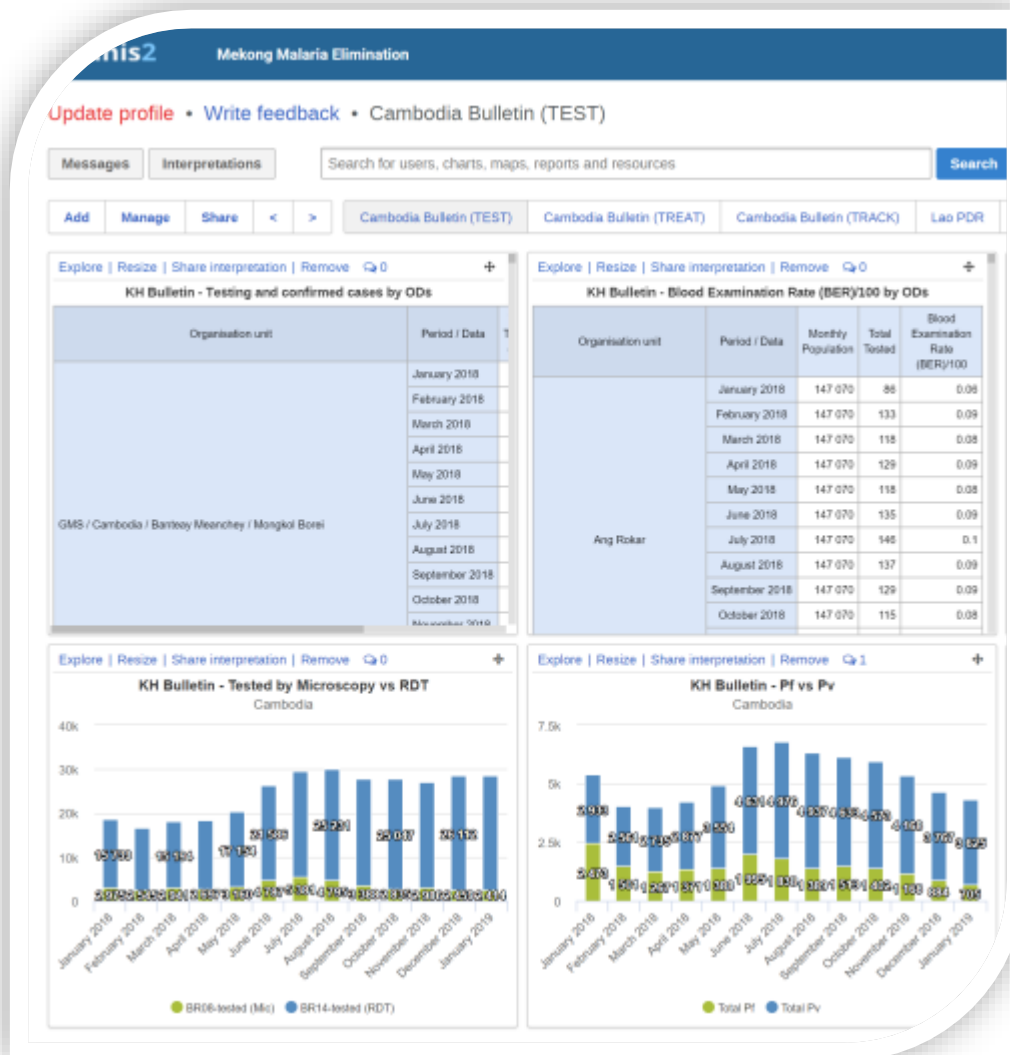 nis2 Mekong Malaria Elimination
Update profile • Write feedback • Cambodia Bulletin (TEST)
Messages Interpretations Search for users, charts, maps, reports and resources Search
Add Manage Share < > Cambodia Bulletin (TEST) Cambodia Bulletin (TREAT) Cambodia Bulletin (TRACK) Lao PDR
Explore | Resize | Share interpretation | Remove 0
KH Bulletin - Testing and confirmed cases by ODs
Organisation unit Period / Data
GMS / Cambodia / Banteay Meanchey / Mongkol Borei
January 2018
February 2018
March 2018
April 2018
May 2018
June 2018
July 2018
August 2018
September 2018
October 2018
November 2018
Explore | Resize | Share interpretation | Remove 0
KH Bulletin - Blood Examination Rate (BER)/100 by ODs
Organisation unit Period / Data Monthly Population Total Tested Blood Examination Rate (BER)/100
Ang Rokar
January 2018 147 070 86 0.06
February 2018 147 070 133 0.09
March 2018 147 070 118 0.08
April 2018 147 070 129 0.09
May 2018 147 070 118 0.08
June 2018 147 070 135 0.09
July 2018 147 070 146 0.1
August 2018 147 070 137 0.09
September 2018 147 070 129 0.09
October 2018 147 070 115 0.08
Explore | Resize | Share interpretation | Remove 0
KH Bulletin - Tested by Microscopy vs RDT
Cambodia
40k
30k
20k
10k
0
January 2018
February 2018
March 2018
April 2018
May 2018
June 2018
July 2018
August 2018
September 2018
October 2018
November 2018
December 2018
January 2019
BR08-tested (Mic) BR14-tested (RDT)
Explore | Resize | Share interpretation | Remove 1
KH Bulletin - Pf vs Pv
Cambodia
7.5k
5k
2.5k
0
January 2018
February 2018
March 2018
April 2018
May 2018
June 2018
July 2018
August 2018
September 2018
October 2018
November 2018
December 2018
January 2019
Total Pf Total Pv